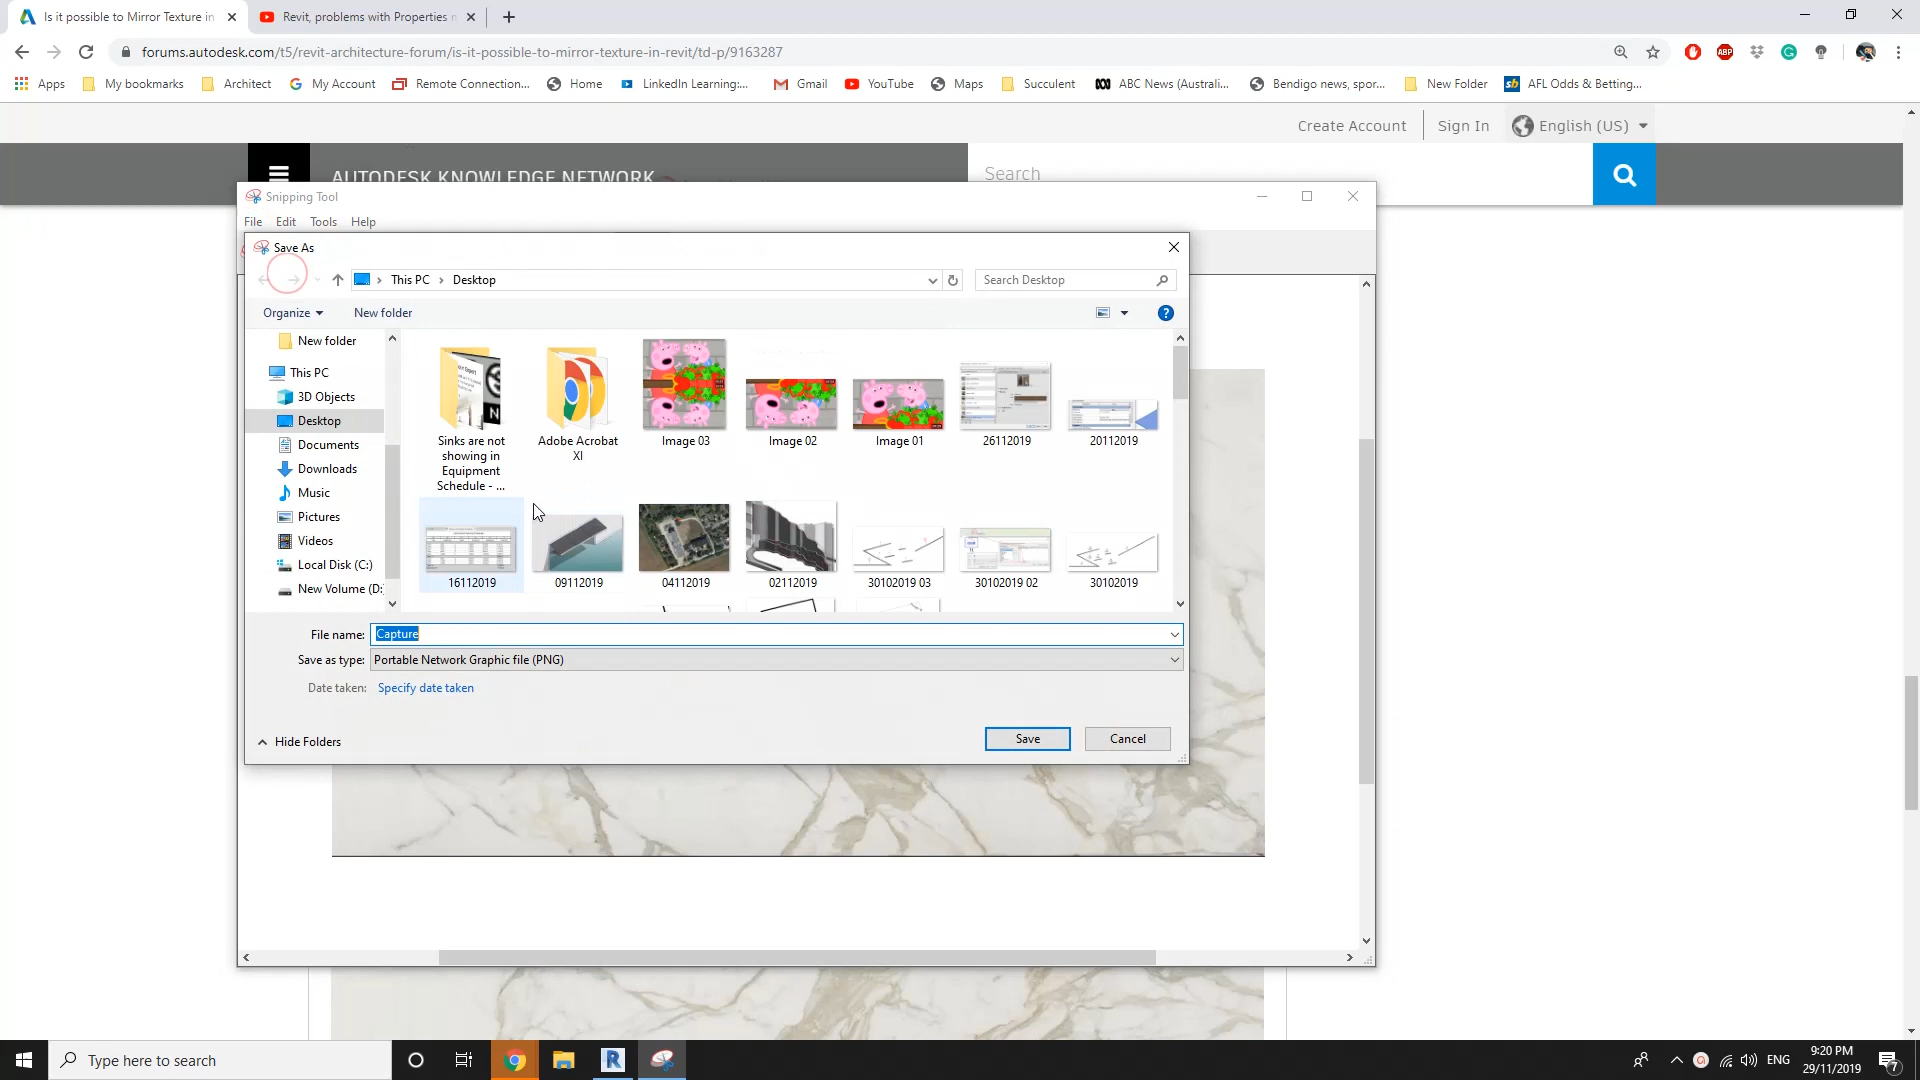 Is it possible to Mirror Texture in
Revit, problems with Properties
forums.autodesk.com/t5/revit-architecture-forum/is-it-possible-to-mirror-texture-in-revit/td-p/9163287
ABP
Apps
My bookmarks
Architect
My Account
Remote Connection...
Home
LinkedIn Learning:...
Gmail
YouTube
Maps
Succulent
ABC News (Australi...
Bendigo news, spor...
New Folder
AFL Odds & Betting...
Create Account
Sign In
English (US)
AUTODESK KNOWLEDGE NETWORK
Search
Snipping Tool
File
Edit
Tools
Help
Save As
This PC
Desktop
Search Desktop
Organize
New folder
New folder
This PC
3D Objects
Desktop
Documents
Downloads
Music
Pictures
Videos
Local Disk (C:)
New Volume (D:
Sinks are not
showing in
Equipment
Schedule - ...
Adobe Acrobat
XI
Image 03
Image 02
Image 01
26112019
20112019
16112019
09112019
04112019
02112019
30102019 03
30102019 02
30102019
File name:
Capture
Save as type:
Portable Network Graphic file (PNG)
Date taken:
Specify date taken
Hide Folders
Save
Cancel
Type here to search
ENG
9:20 PM
29/11/2019
7